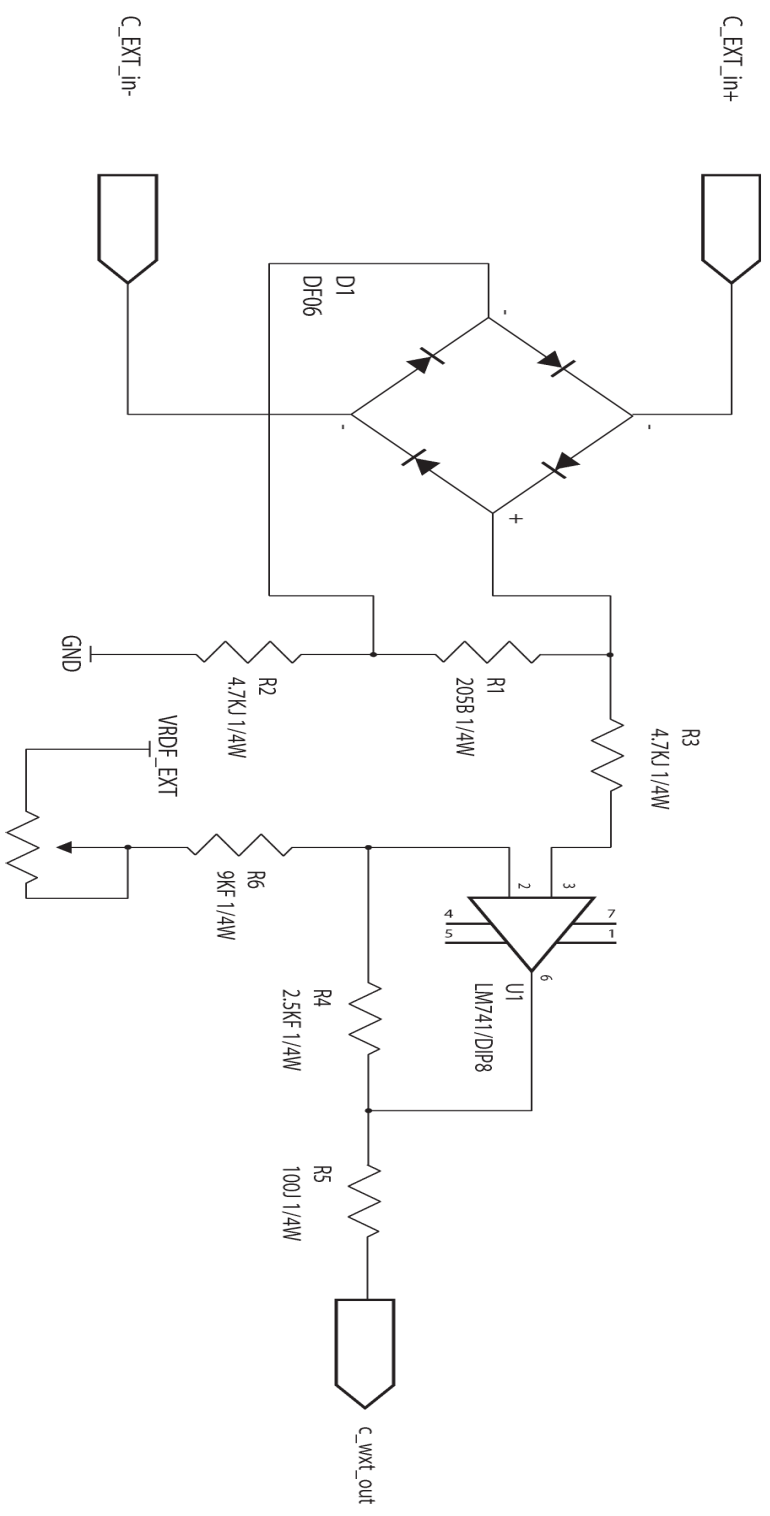 C_EXT_in+
C_EXT_in-
D1
DF06
-
-
-
+
R1
205B 1/4W
R2
4.7KJ 1/4W
GND
R3
4.7KJ 1/4W
VRDF_EXT
R6
9KF 1/4W
3
2
7
1
4
5
6
U1
LM741/DIP8
R4
2.5KF 1/4W
R5
100J 1/4W
c_wxt_out